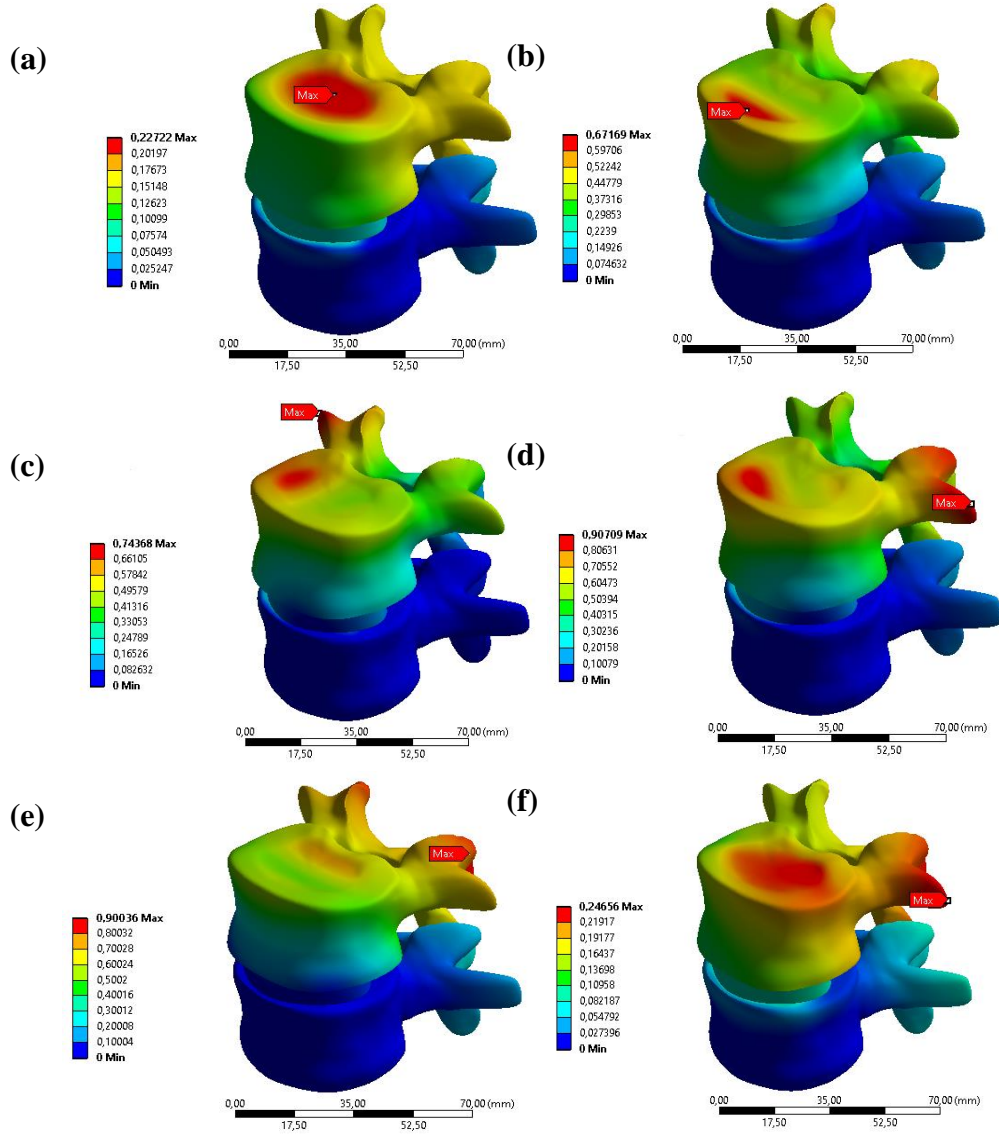 (a)
Max
0,22722 Max
0,20197
0,17673
0,15148
0,12623
0,10099
0,07574
0,050493
0,025247
0 Min
0,00 35,00 70,00 (mm)
17,50 52,50
(b)
Max
0,67169 Max
0,59706
0,52242
0,44779
0,37316
0,29853
0,2239
0,14926
0,074632
0 Min
0,00 35,00 70,00 (mm)
17,50 52,50
(c)
Max
0,74368 Max
0,66105
0,57842
0,49579
0,41316
0,33053
0,24789
0,16526
0,082632
0 Min
0,00 35,00 70,00 (mm)
17,50 52,50
(d)
Max
0,90709 Max
0,80631
0,70552
0,60473
0,50394
0,40315
0,30236
0,20158
0,10079
0 Min
0,00 35,00 70,00 (mm)
17,50 52,50
(e)
Max
0,90036 Max
0,80032
0,70028
0,60024
0,5002
0,40016
0,30012
0,20008
0,10004
0 Min
0,00 35,00 70,00 (mm)
17,50 52,50
(f)
Max
0,24656 Max
0,21917
0,19177
0,16437
0,13698
0,10958
0,082187
0,054792
0,027396
0 Min
0,00 35,00 70,00 (mm)
17,50 52,50